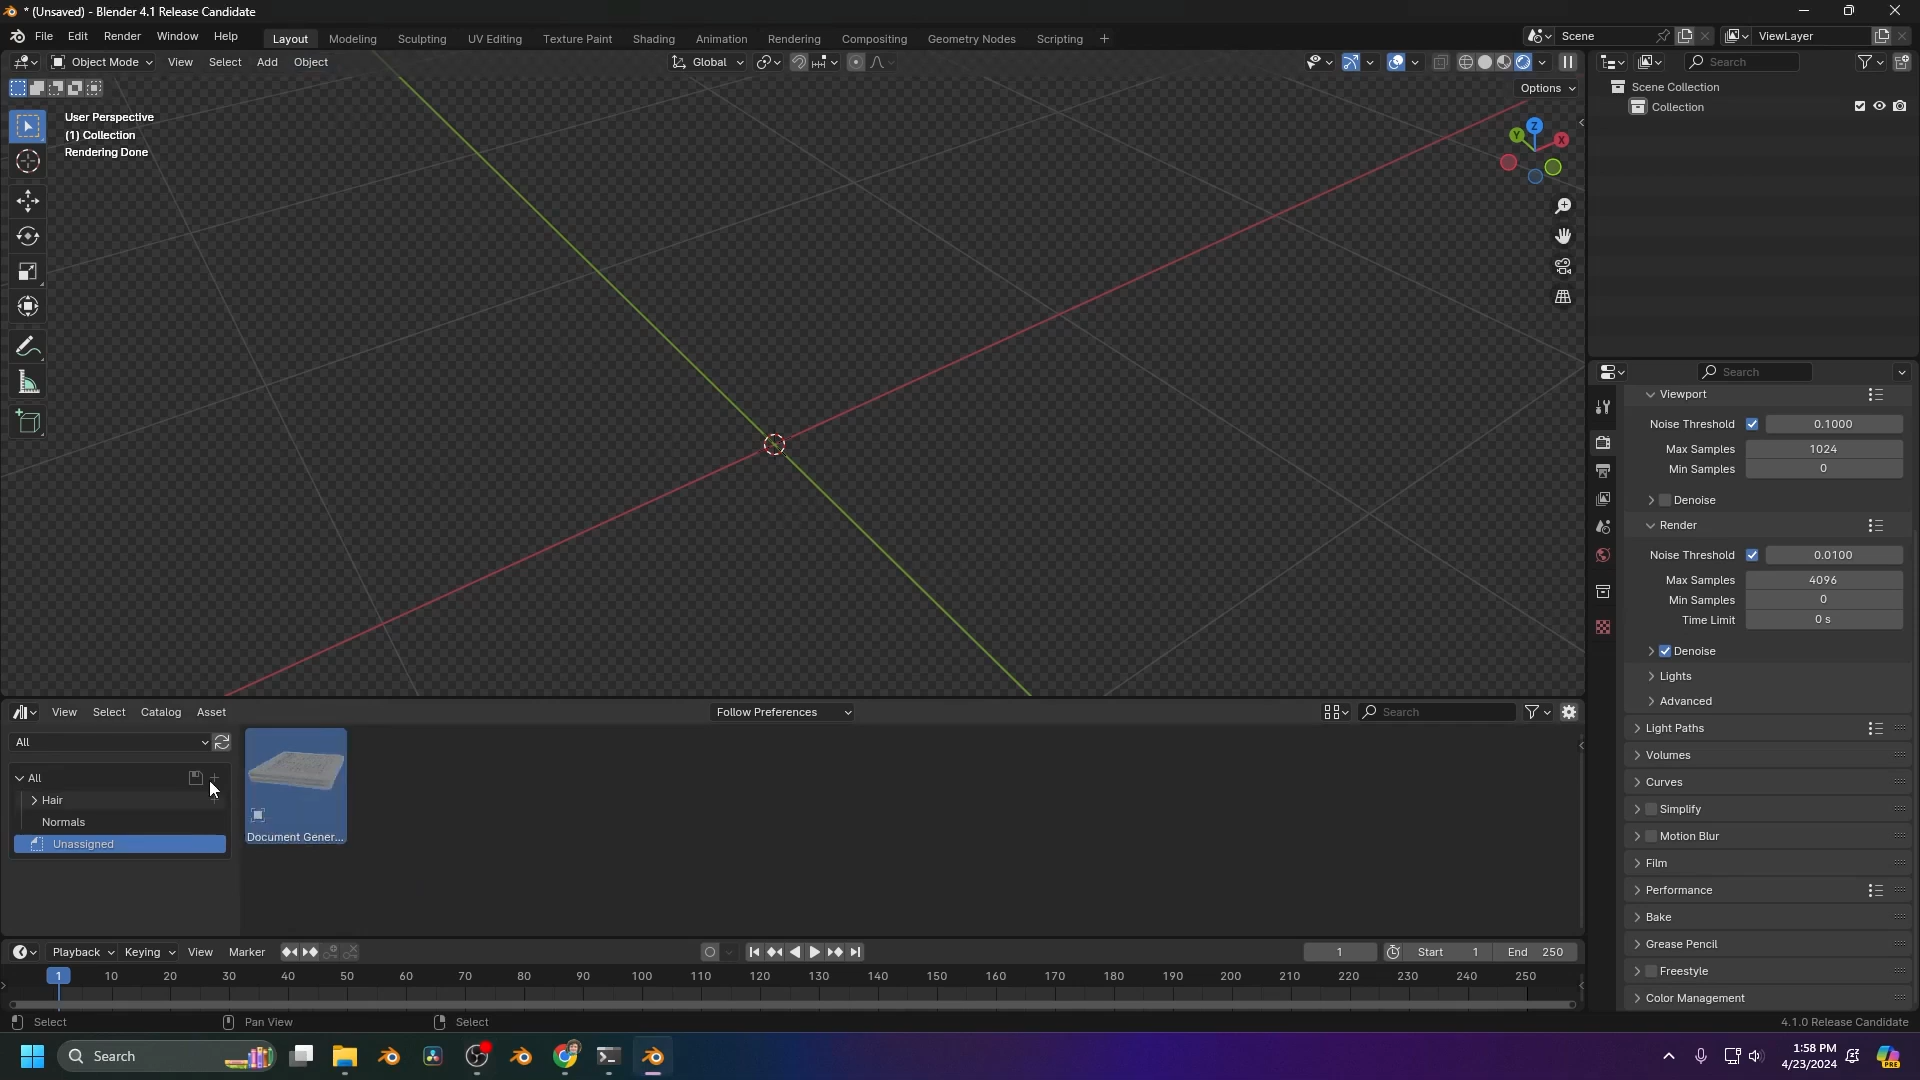 * (Unsaved) - Blender 4.1 Release Candidate
File Edit Render Window Help
Layout Modeling Sculpting UV Editing Texture Paint Shading Animation Rendering Compositing Geometry Nodes Scripting +
Scene
ViewLayer
Object Mode View Select Add Object
Global
Search
Options
Scene Collection
Collection
User Perspective
(1) Collection
Rendering Done
Z
Y
X
Search
Viewport
Noise Threshold 0.1000
Max Samples 1024
Min Samples 0
Denoise
Render
Noise Threshold 0.0100
Max Samples 4096
Min Samples 0
Time Limit 0 s
Denoise
Lights
Advanced
Light Paths
Volumes
Curves
Simplify
Motion Blur
Film
Performance
Bake
Grease Pencil
Freestyle
Color Management
View Select Catalog Asset
Follow Preferences
Search
All
All
Hair
Normals
Unassigned
Document Gener...
Playback Keying View Marker
1
Start 1
End 250
1 10 20 30 40 50 60 70 80 90 100 110 120 130 140 150 160 170 180 190 200 210 220 230 240 250
Select
Pan View
Select
4.1.0 Release Candidate
Search
1:58 PM
4/23/2024
PRE